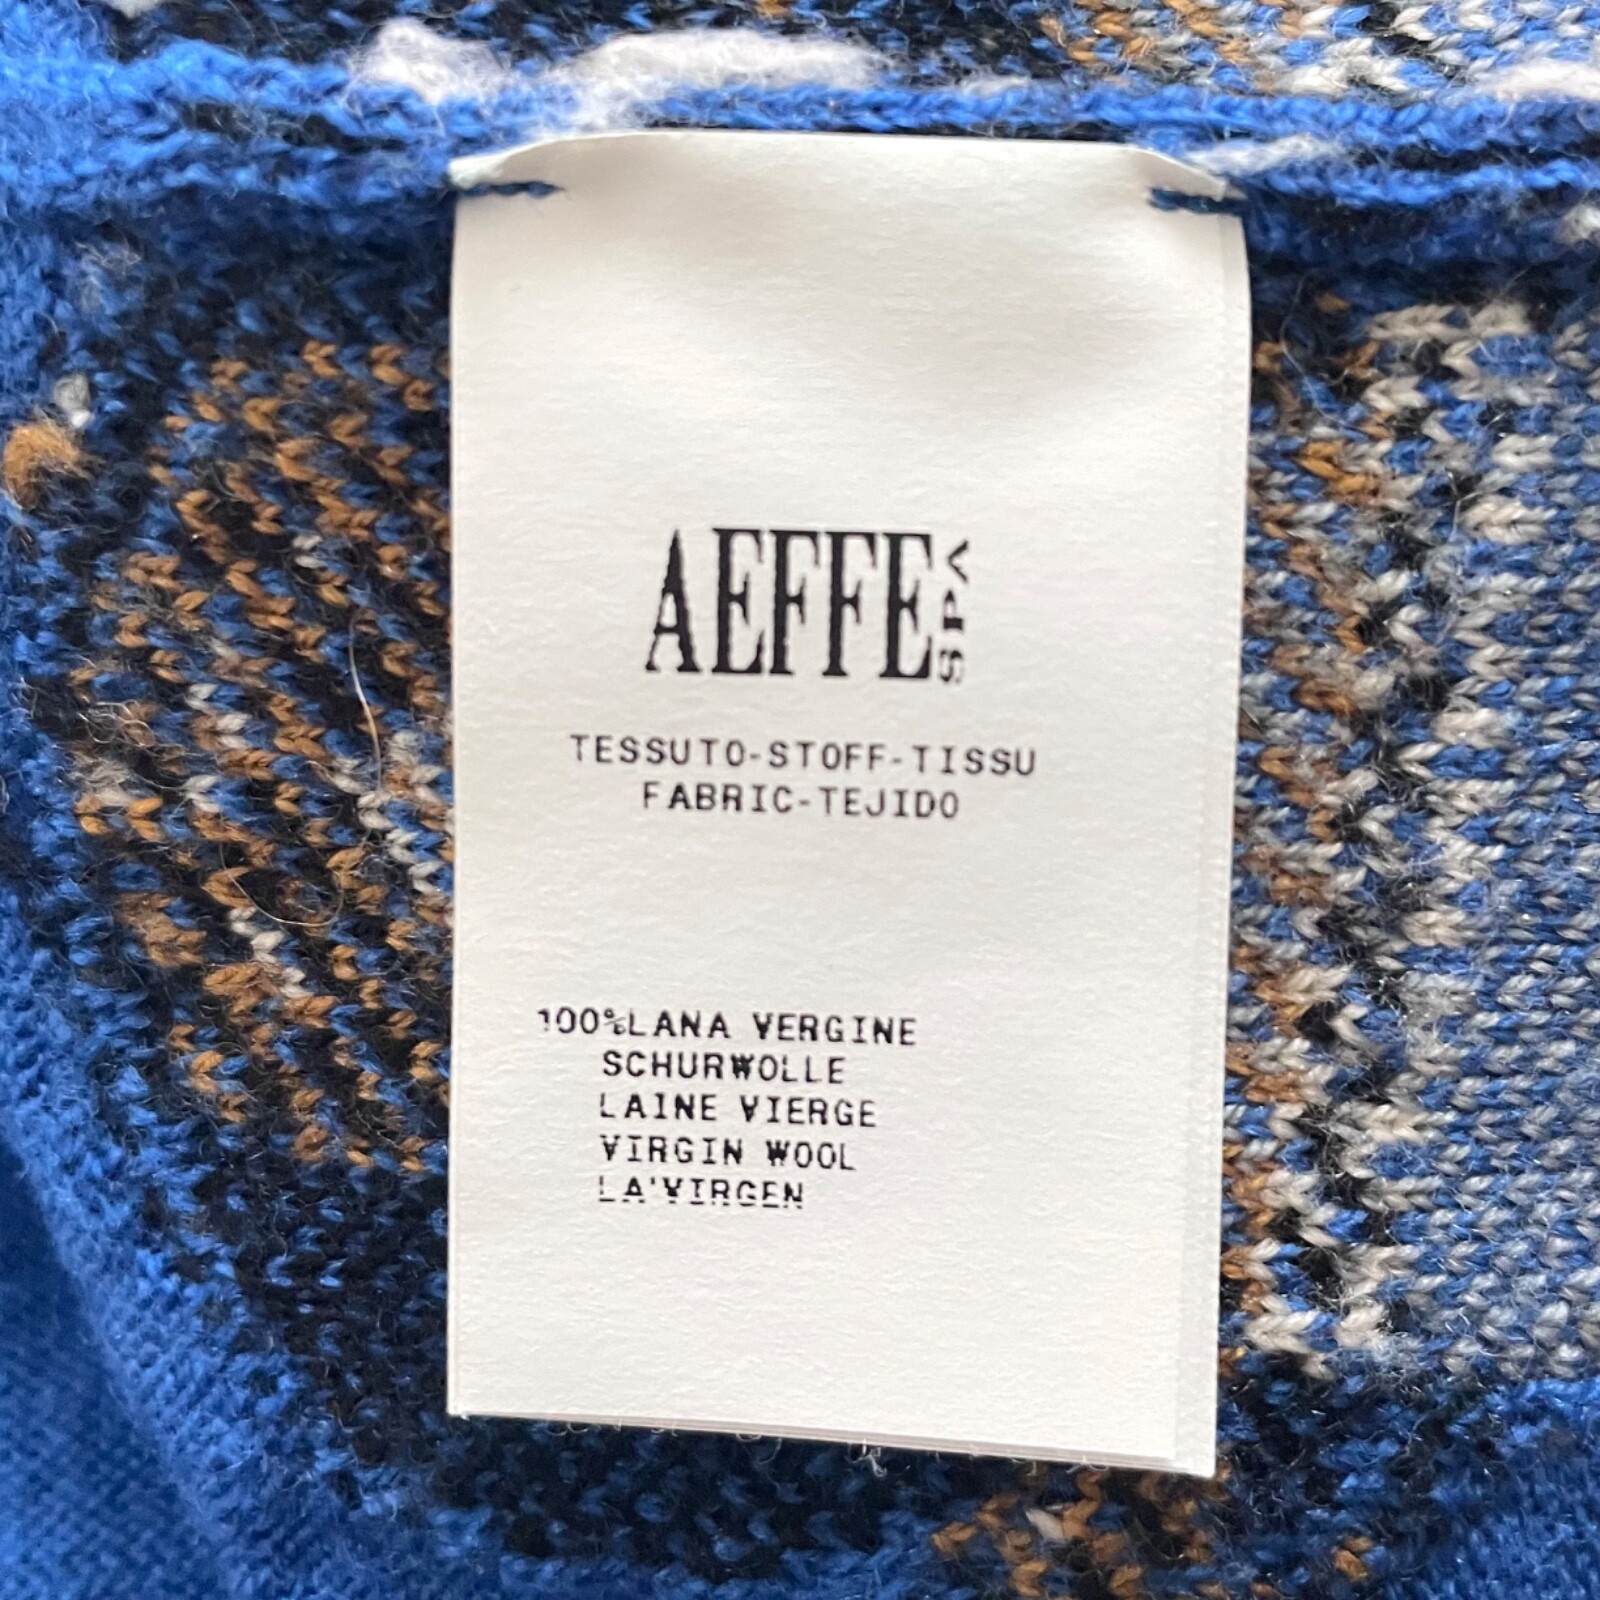 AEFFE SPA
TESSUTO-STOFF-TISSU
FABRIC-TEJIDO
100%LANA VERGINE
SCHURWOLLE
LAINE VIERGE
VIRGIN WOOL
LA'VIRGEN